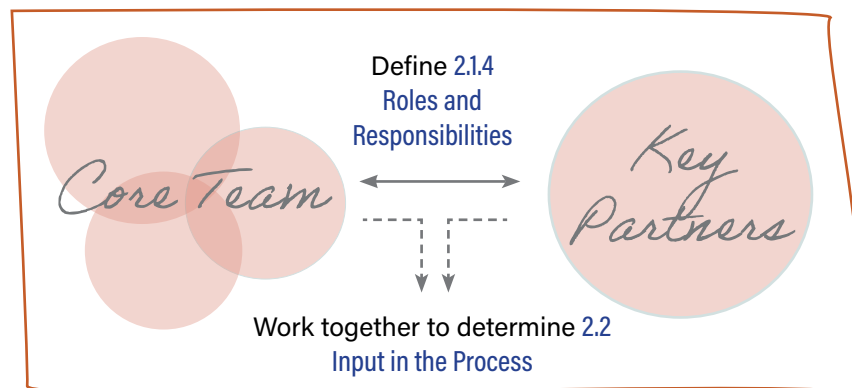 Define 2.1.4
Roles and
Responsibilities
Core Team
Key
Partners
Work together to determine 2.2
Input in the Process